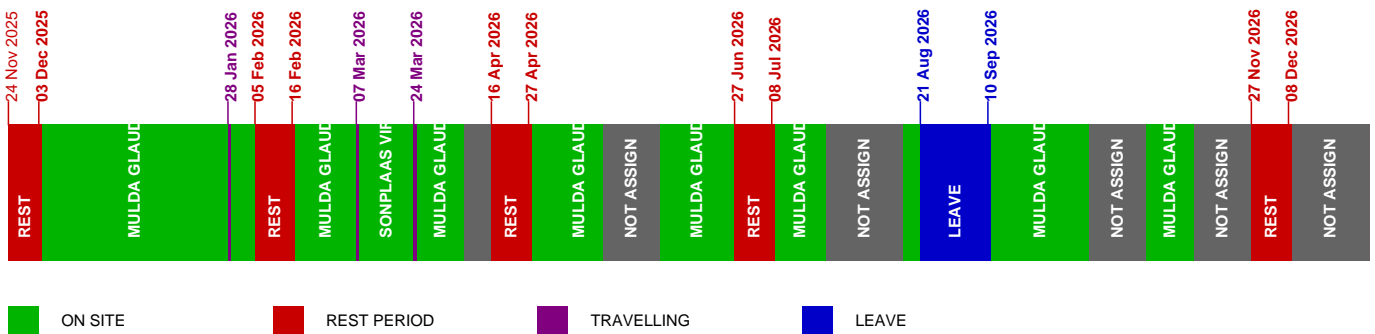 24 Nov 2025
03 Dec 2025
28 Jan 2026
05 Feb 2026
16 Feb 2026
07 Mar 2026
24 Mar 2026
16 Apr 2026
27 Apr 2026
27 Jun 2026
08 Jul 2026
21 Aug 2026
10 Sep 2026
27 Nov 2026
08 Dec 2026
REST
MULDA GLAUD
REST
MULDA GLAUD
SONPLAAS VIR
MULDA GLAUD
REST
MULDA GLAUD
NOT ASSIGN
MULDA GLAUD
REST
MULDA GLAUD
NOT ASSIGN
LEAVE
MULDA GLAUD
NOT ASSIGN
MULDA GLAUD
NOT ASSIGN
REST
NOT ASSIGN
ON SITE
REST PERIOD
TRAVELLING
LEAVE